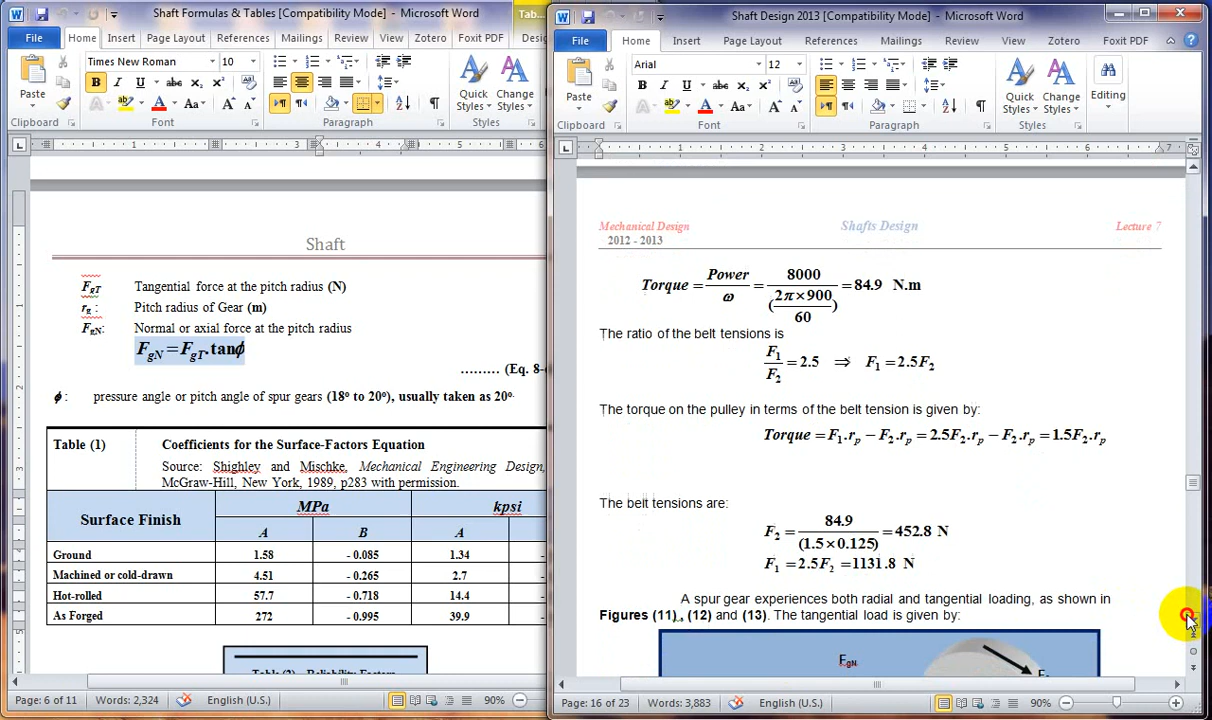 Shaft Formulas & Tables [Compatibility Mode] - Microsoft Word
Tab...
File Home Insert Page Layout References Mailings Review View Zotero Foxit PDF Desig
Times New Roman 10
Paste
Quick Styles
Change Styles
Clipboard Font Paragraph Styles
Shaft
FgT Tangential force at the pitch radius (N)
rg : Pitch radius of Gear (m)
FgN: Normal or axial force at the pitch radius
FgN = FgT.tanϕ
......... (Eq. 8-
ϕ : pressure angle or pitch angle of spur gears (18º to 20º), usually taken as 20º.
Table (1) Coefficients for the Surface-Factors Equation
Source: Shighley and Mischke, Mechanical Engineering Design,
McGraw-Hill, New York, 1989, p283 with permission.
Surface Finish MPa kpsi
A B A
Ground 1.58 - 0.085 1.34 -
Machined or cold-drawn 4.51 - 0.265 2.7 -
Hot-rolled 57.7 - 0.718 14.4 -
As Forged 272 - 0.995 39.9 -
Page: 6 of 11 Words: 2,324 English (U.S.) 90%
Shaft Design 2013 [Compatibility Mode] - Microsoft Word
File Home Insert Page Layout References Mailings Review View Zotero Foxit PDF
Arial 12
Paste
Quick Styles
Change Styles
Editing
Clipboard Font Paragraph Styles
Mechanical Design Shafts Design Lecture 7
2012 - 2013
Torque = Power / ω = 8000 / (2π×900 / 60) = 84.9 N.m
The ratio of the belt tensions is
F1 / F2 = 2.5 ⇒ F1 = 2.5F2
The torque on the pulley in terms of the belt tension is given by:
Torque = F1.rp − F2.rp = 2.5F2.rp − F2.rp = 1.5F2.rp
The belt tensions are:
F2 = 84.9 / (1.5×0.125) = 452.8 N
F1 = 2.5F2 = 1131.8 N
A spur gear experiences both radial and tangential loading, as shown in
Figures (11), (12) and (13). The tangential load is given by:
FgN
Page: 16 of 23 Words: 3,883 English (U.S.) 90%